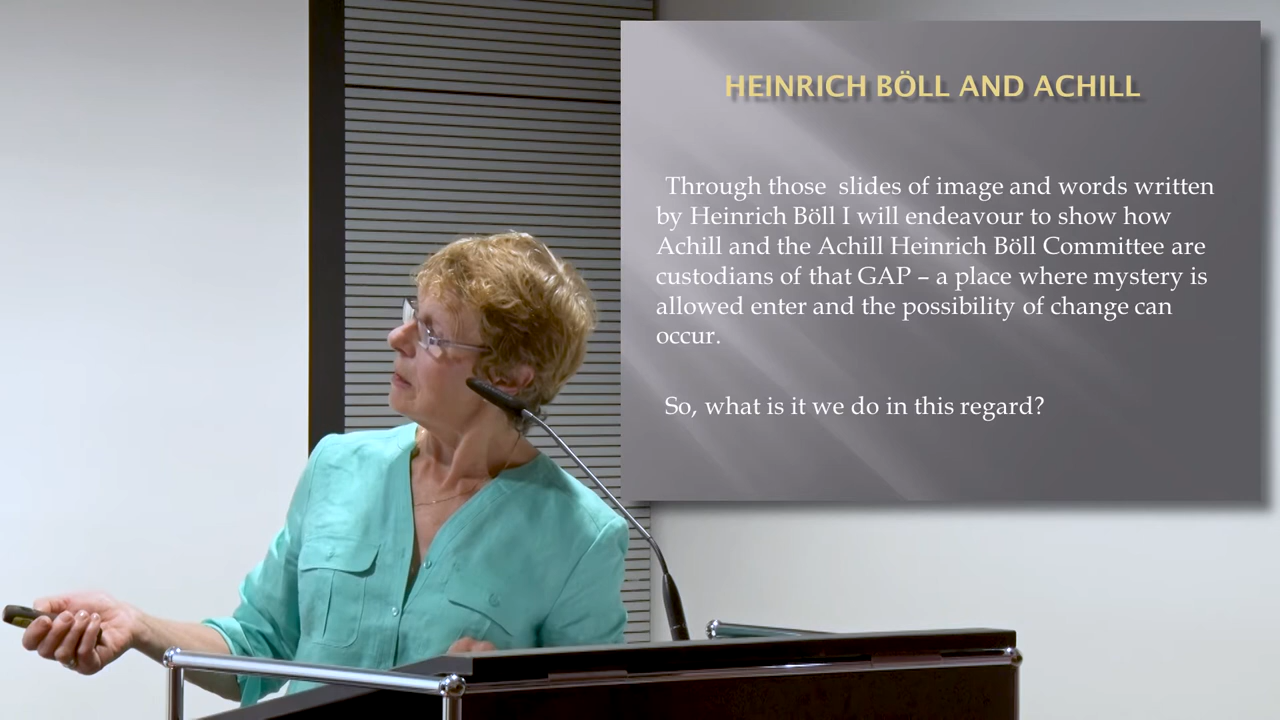 HEINRICH BÖLL AND ACHILL
Through those slides of image and words written
by Heinrich Böll I will endeavour to show how
Achill and the Achill Heinrich Böll Committee are
custodians of that GAP – a place where mystery is
allowed enter and the possibility of change can
occur.
So, what is it we do in this regard?